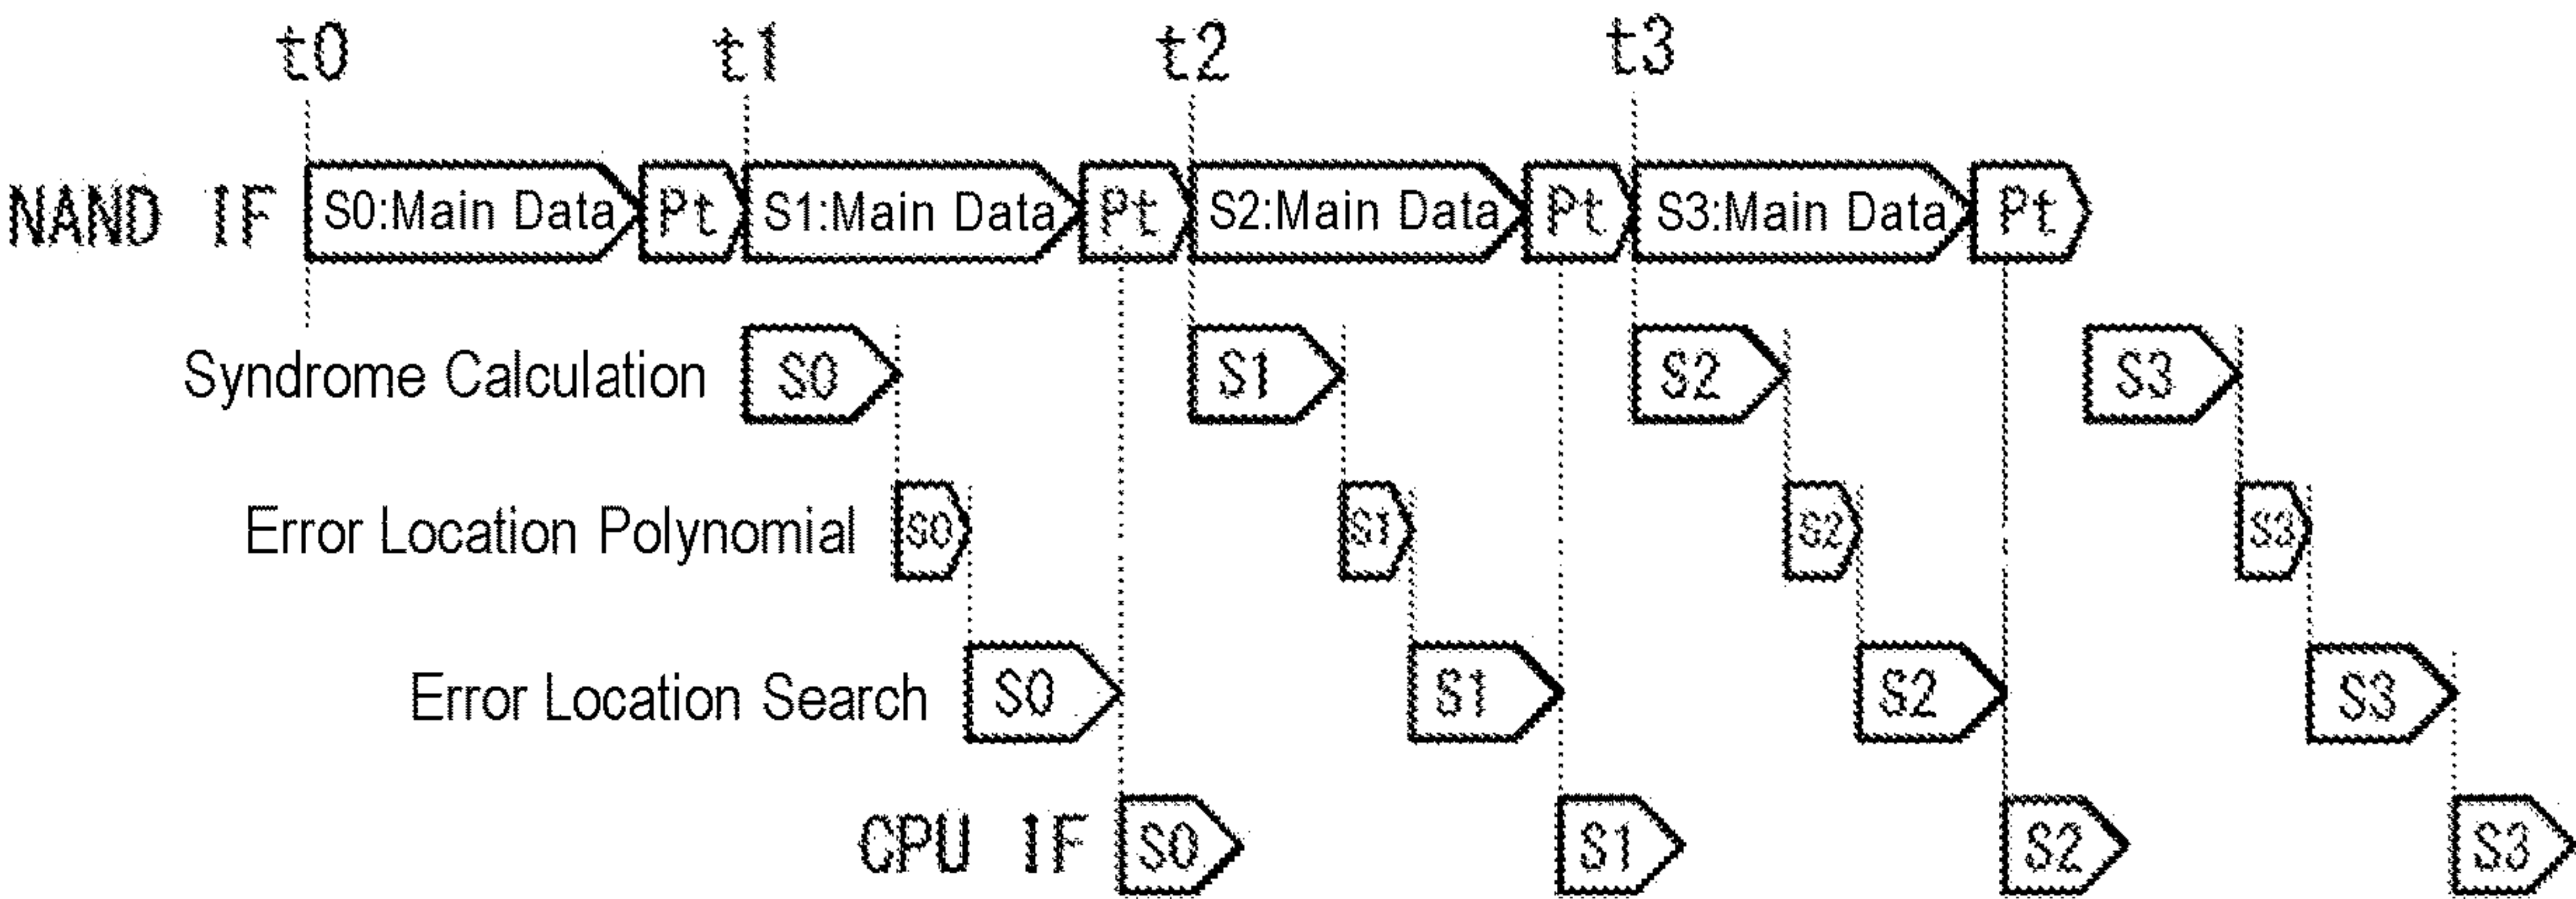 t0 t1 t2 t3
NAND IF S0:Main Data Pt S1:Main Data Pt S2:Main Data Pt S3:Main Data Pt
Syndrome Calculation S0 S1 S2 S3
Error Location Polynomial S0 S1 S2 S3
Error Location Search S0 S1 S2 S3
CPU IF S0 S1 S2 S3